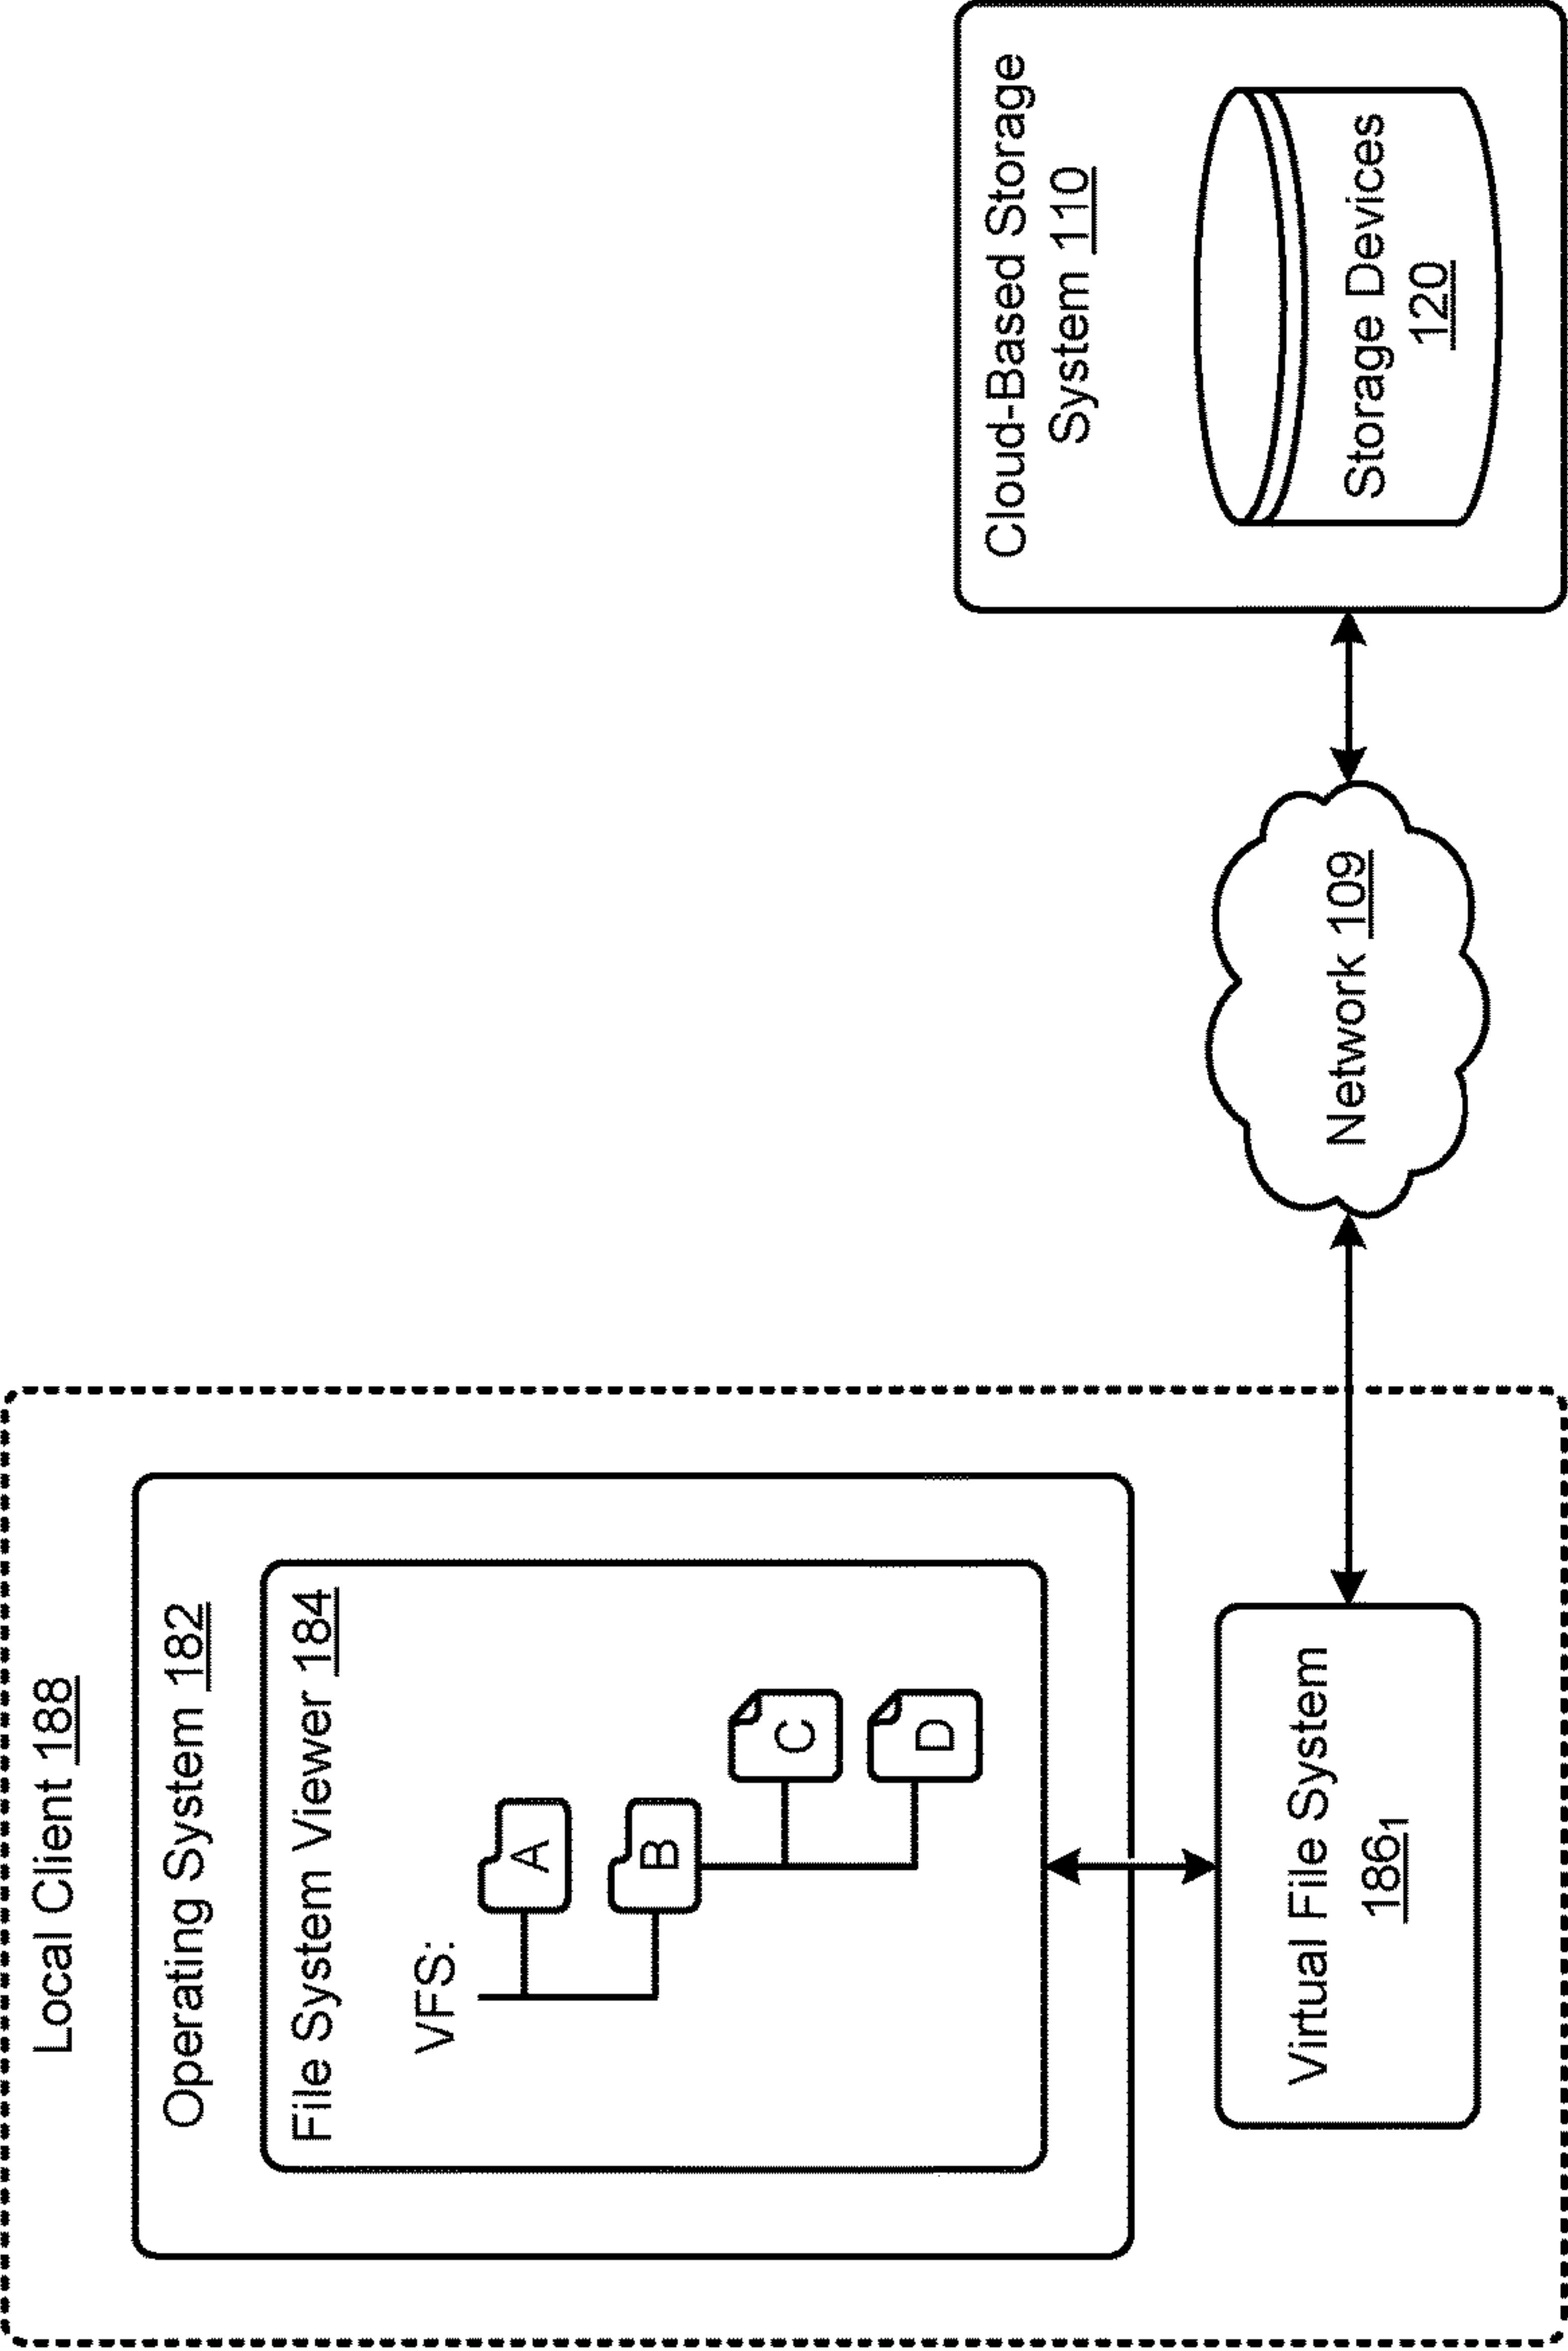 Local Client 188
Operating System 182
File System Viewer 184
VFS:
A
B
C
D
Virtual File System
186₁
Network 109
Cloud-Based Storage
System 110
Storage Devices
120